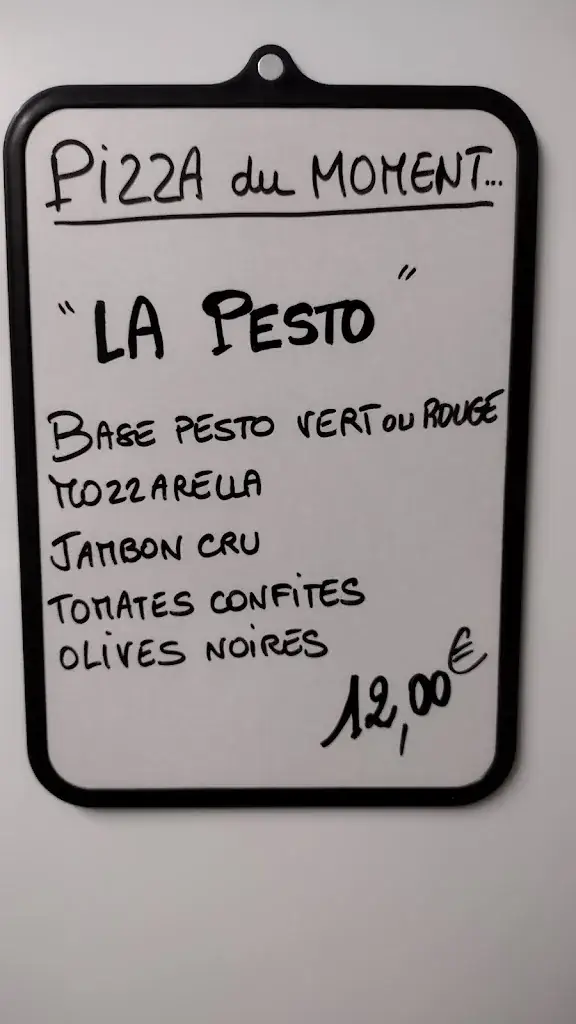 PiZZA du MOMENT...
"LA PESTO"
BASE PESTO VERT OU ROUGE
MOZZARELLA
JAMBON CRU
TOMATES CONFITES
OLIVES NOIRES
12,00€